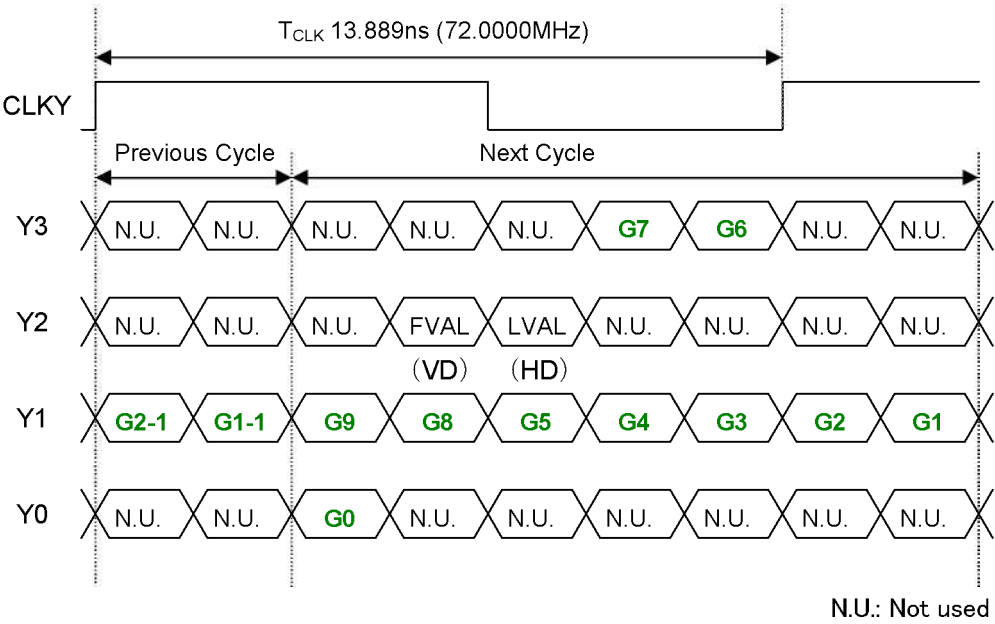 TCLK 13.889ns (72.0000MHz)
CLKY
Previous Cycle Next Cycle
Y3 N.U. N.U. N.U. N.U. N.U. G7 G6 N.U. N.U.
Y2 N.U. N.U. N.U. FVAL LVAL N.U. N.U. N.U. N.U.
(VD) (HD)
Y1 G2-1 G1-1 G9 G8 G5 G4 G3 G2 G1
Y0 N.U. N.U. G0 N.U. N.U. N.U. N.U. N.U. N.U.
N.U.: Not used